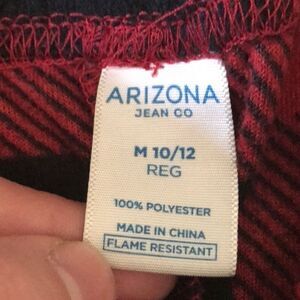 ARIZONA
JEAN CO
M 10/12
REG
100% POLYESTER
MADE IN CHINA
FLAME RESISTANT